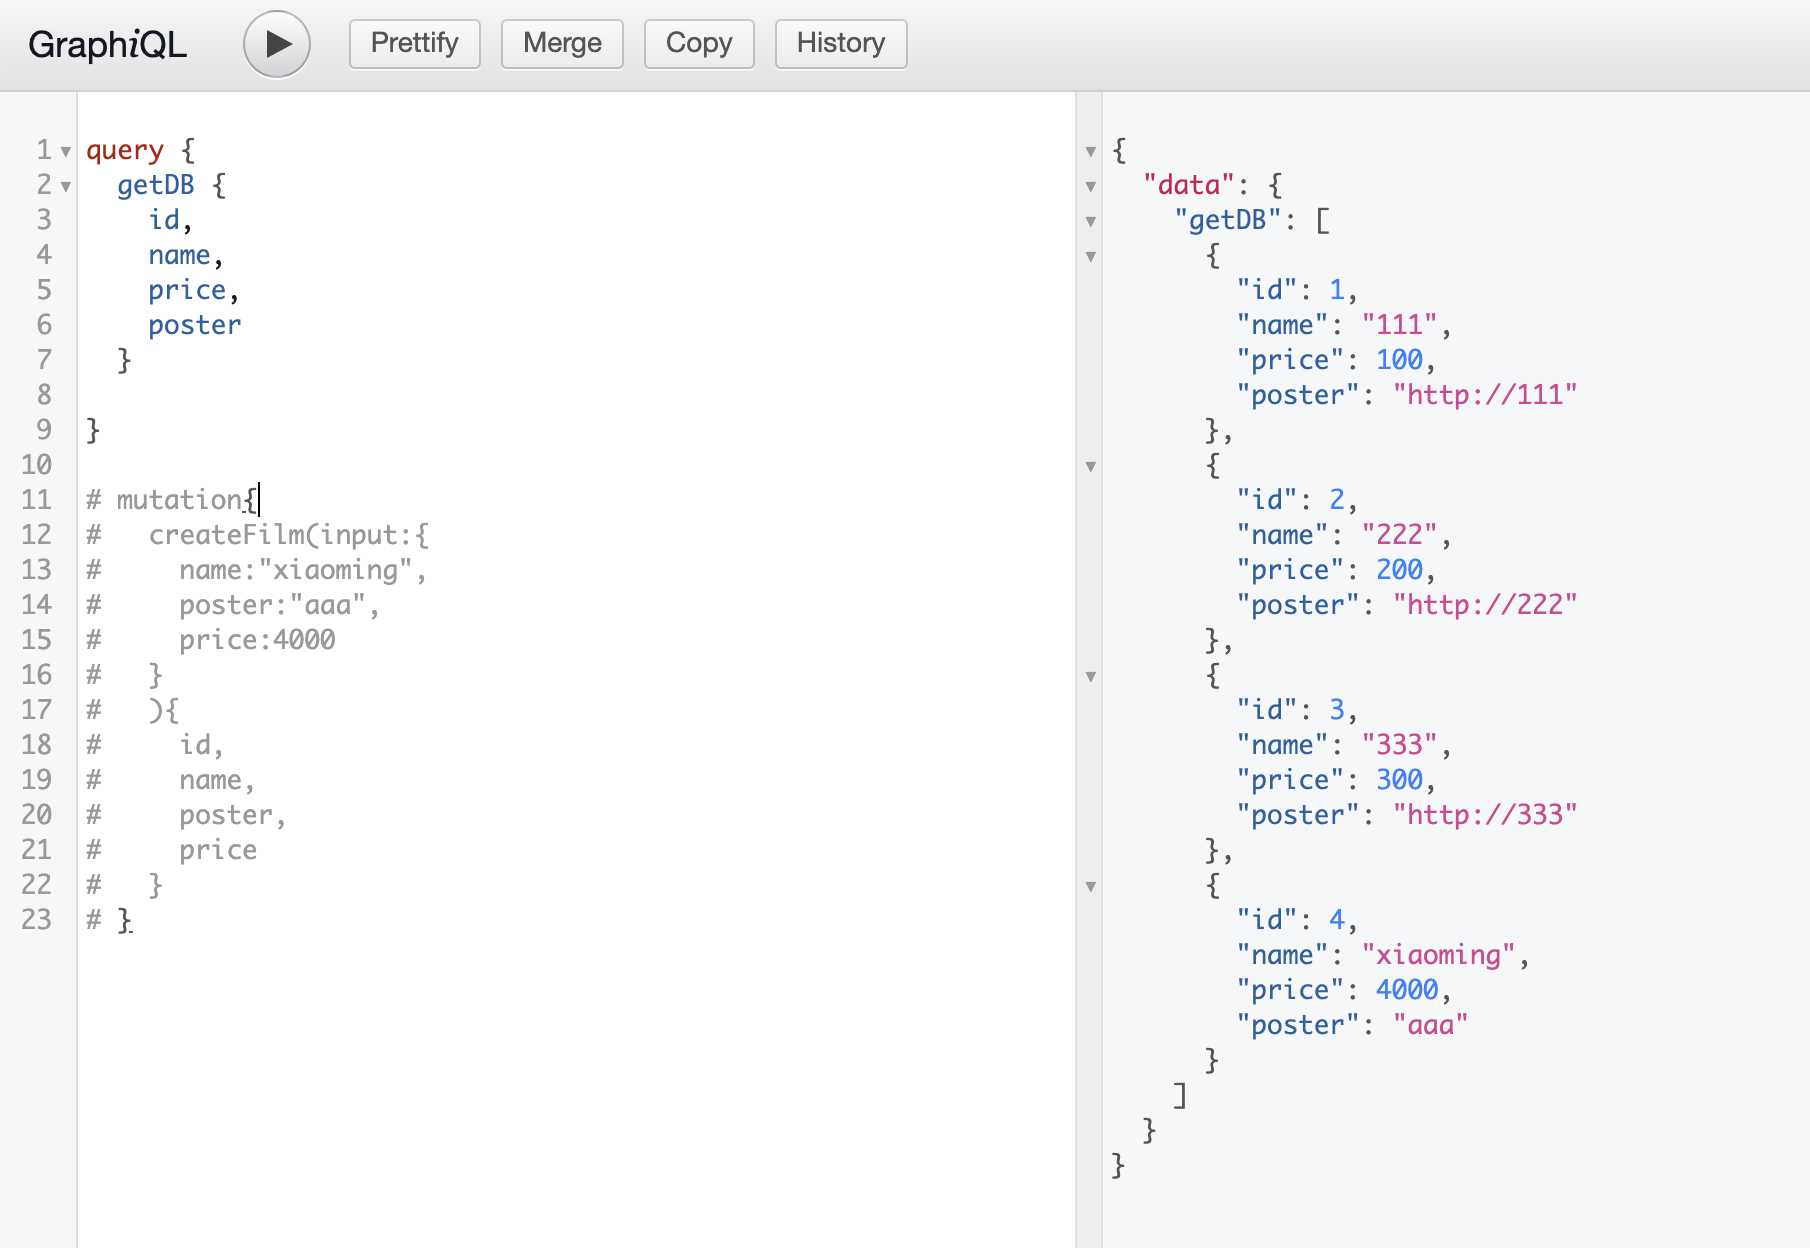 GraphiQL
Prettify
Merge
Copy
History
1 query {
2   getDB {
3     id,
4     name,
5     price,
6     poster
7   }
8
9 }
10
11 # mutation{
12 #   createFilm(input:{
13 #     name:"xiaoming",
14 #     poster:"aaa",
15 #     price:4000
16 #   }
17 #   ){
18 #     id,
19 #     name,
20 #     poster,
21 #     price
22 #   }
23 # }
{
  "data": {
    "getDB": [
      {
        "id": 1,
        "name": "111",
        "price": 100,
        "poster": "http://111"
      },
      {
        "id": 2,
        "name": "222",
        "price": 200,
        "poster": "http://222"
      },
      {
        "id": 3,
        "name": "333",
        "price": 300,
        "poster": "http://333"
      },
      {
        "id": 4,
        "name": "xiaoming",
        "price": 4000,
        "poster": "aaa"
      }
    ]
  }
}